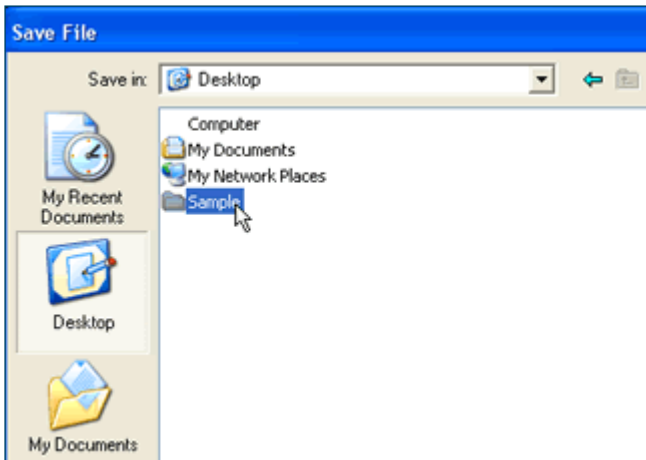 Save File
Save in: Desktop
Computer
My Documents
My Network Places
Sample
My Recent
Documents
Desktop
My Documents